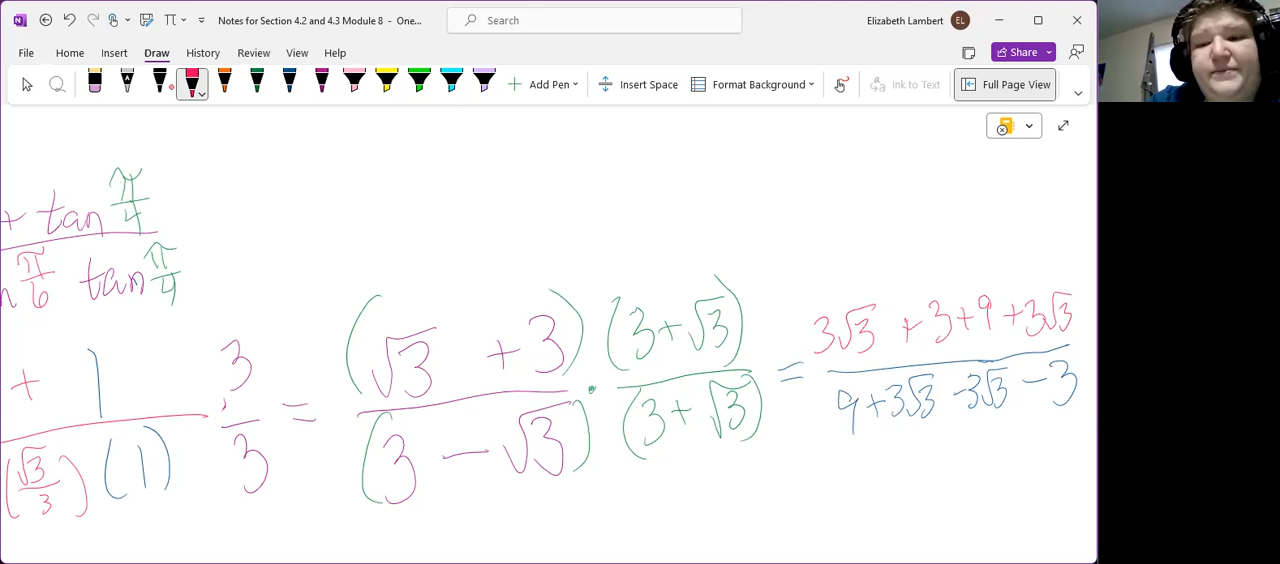 Notes for Section 4.2 and 4.3 Module 8 - One...
Search
Elizabeth Lambert EL
File Home Insert Draw History Review View Help
Share
Add Pen
Insert Space
Format Background
Ink to Text
Full Page View
+ tan π/4
π/6 tan π/4
+ 1 3
(√3/3) (1) 3
= (√3 + 3) · (3 + √3) = 3√3 + 3 + 9 + 3√3
(3 − √3) (3 + √3) 9 + 3√3 − 3√3 − 3